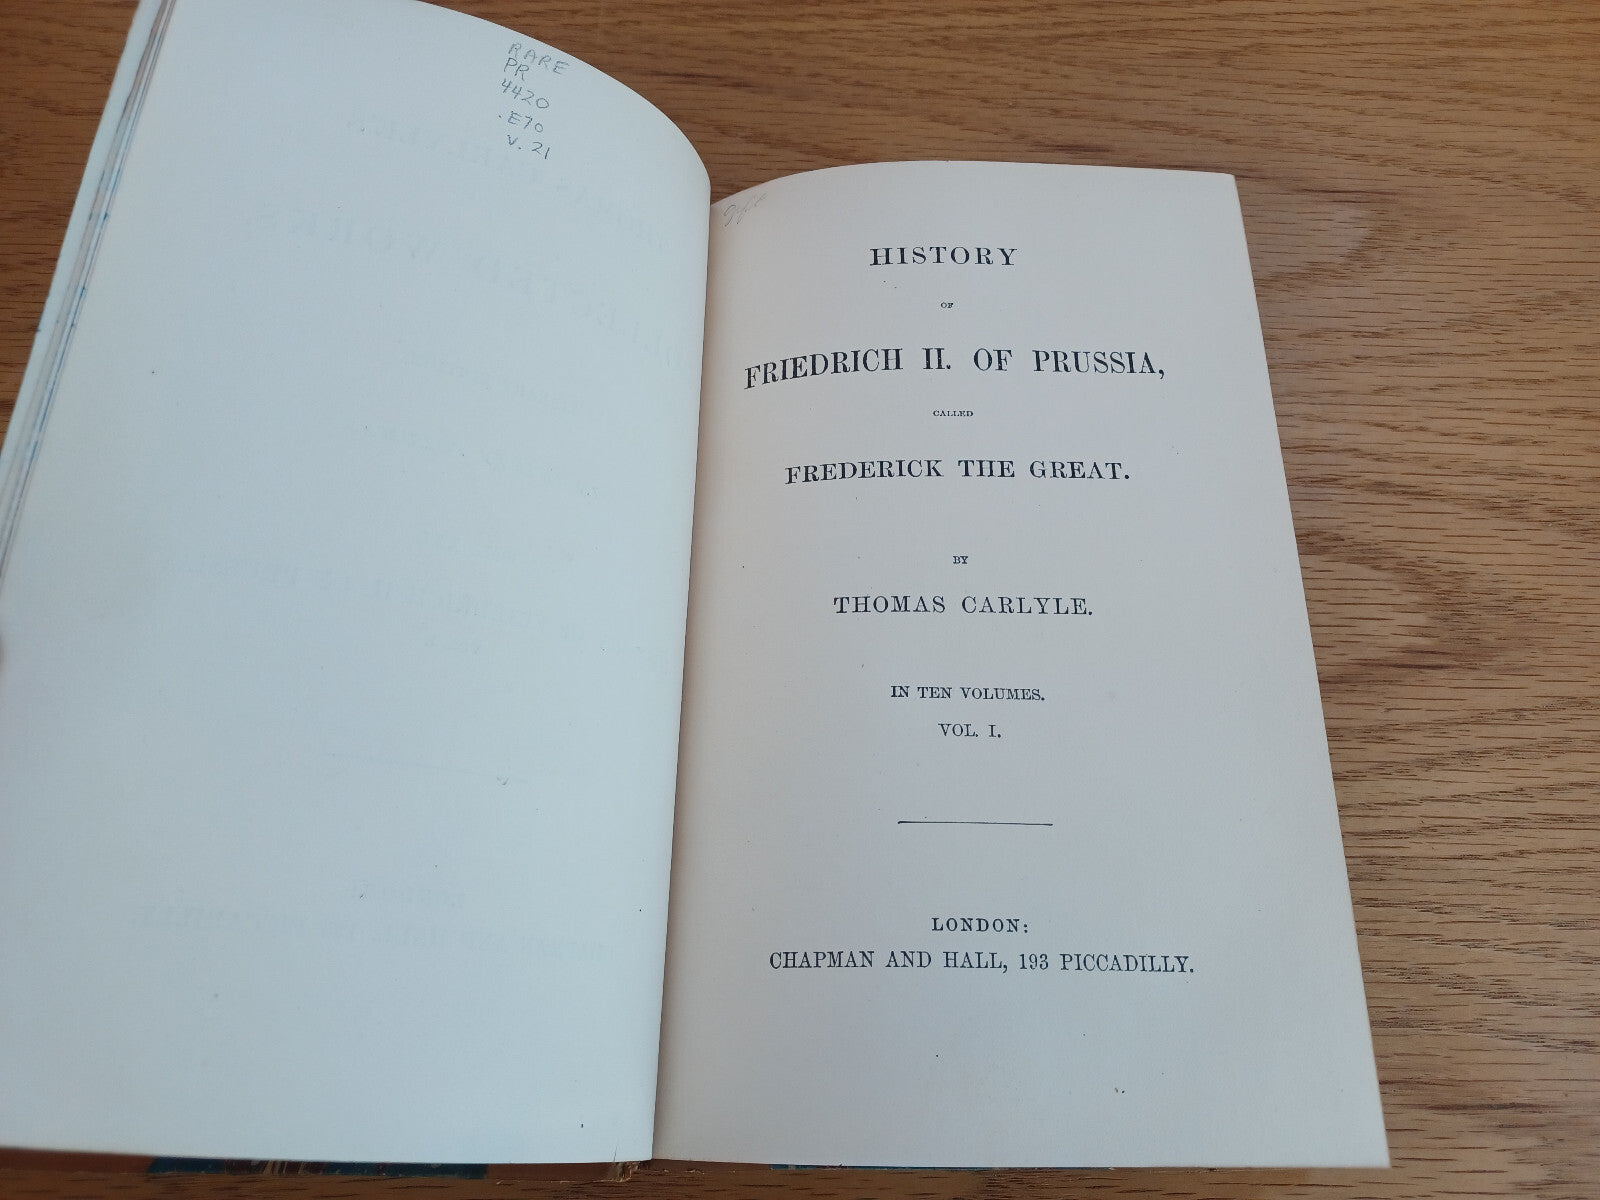 RARE
PR
4420
.E70
V. 21
HISTORY
OF
FRIEDRICH II. OF PRUSSIA,
CALLED
FREDERICK THE GREAT.
BY
THOMAS CARLYLE.
IN TEN VOLUMES.
VOL. I.
LONDON:
CHAPMAN AND HALL, 193 PICCADILLY.